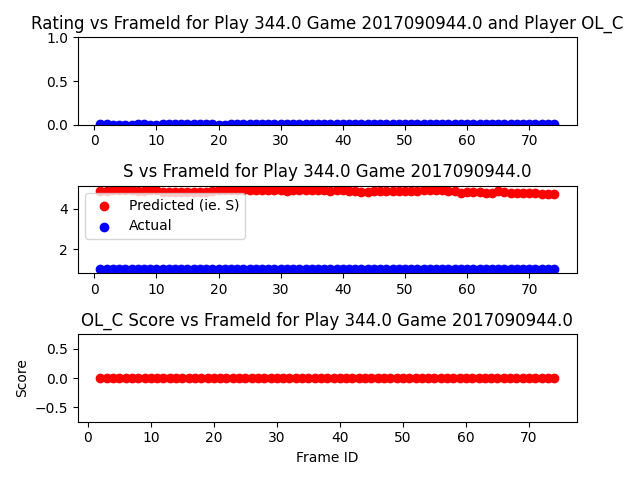 Rating vs FrameId for Play 344.0 Game 2017090944.0 and Player OL_C
1.0
0.5
0.0
0 10 20 30 40 50 60 70
S vs FrameId for Play 344.0 Game 2017090944.0
4
2
Predicted (ie. S)
Actual
0 10 20 30 40 50 60 70
OL_C Score vs FrameId for Play 344.0 Game 2017090944.0
Score
0.5
0.0
−0.5
0 10 20 30 40 50 60 70
Frame ID